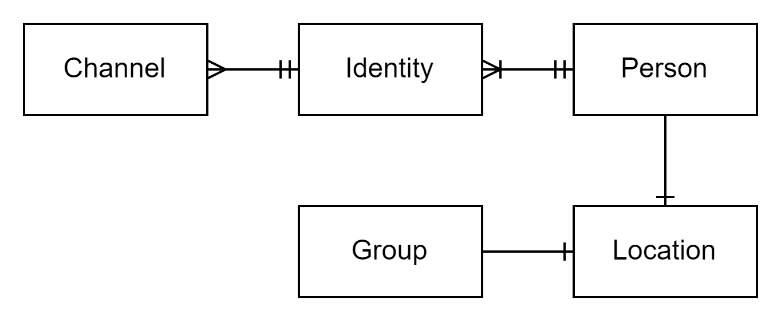 Channel
Identity
Person
Group
Location